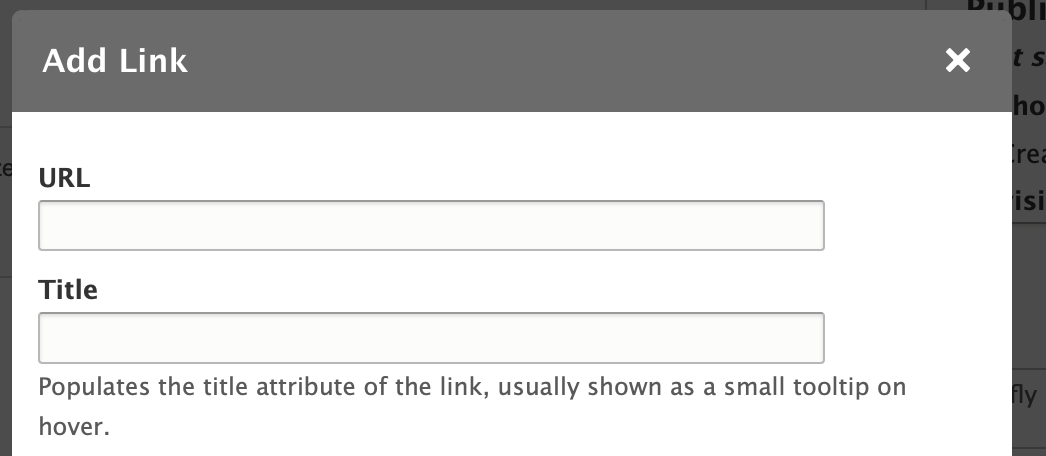 Add Link
URL
Title
Populates the title attribute of the link, usually shown as a small tooltip on
hover.